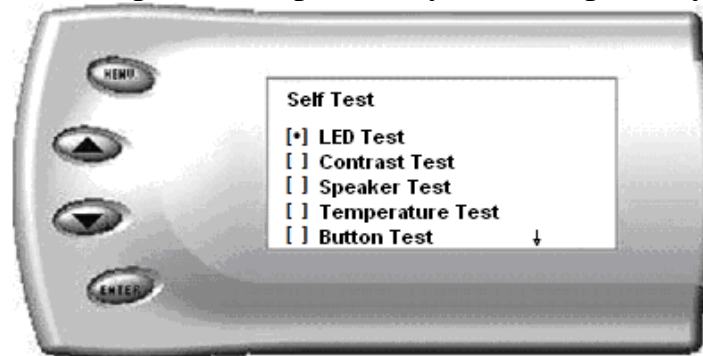 MENU
Self Test
[•] LED Test
[ ] Contrast Test
[ ] Speaker Test
[ ] Temperature Test
[ ] Button Test ↓
ENTER